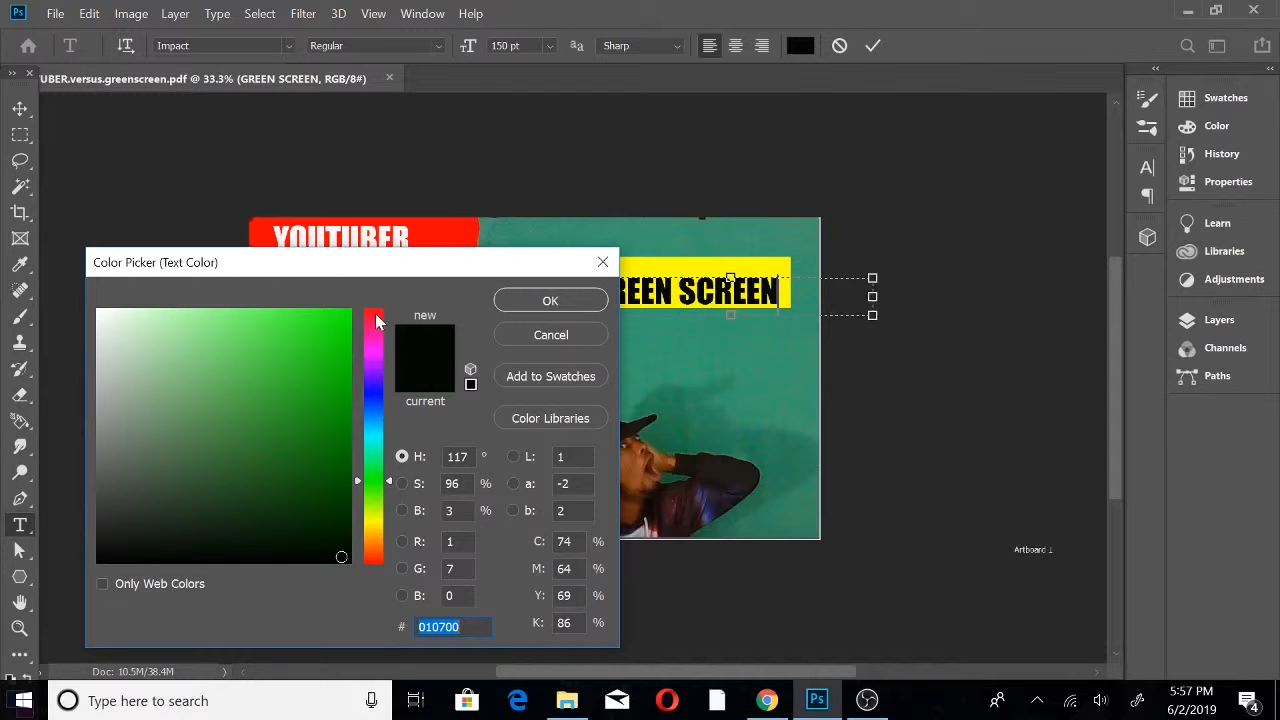 Ps File Edit Image Layer Type Select Filter 3D View Window Help
T Impact Regular 150 pt Sharp
UBER.versus.greenscreen.pdf @ 33.3% (GREEN SCREEN, RGB/8#)
Swatches
Color
History
Properties
Learn
Libraries
Adjustments
Layers
Channels
Paths
YOUTUBER
REEN SCREEN
Artboard 1
Color Picker (Text Color)
new
current
OK
Cancel
Add to Swatches
Color Libraries
H: 117 °
S: 96 %
B: 3 %
R: 1
G: 7
B: 0
# 010700
L: 1
a: -2
b: 2
C: 74 %
M: 64 %
Y: 69 %
K: 86 %
Only Web Colors
Doc: 10.5M/38.4M
Type here to search
Ps
5:57 PM
6/2/2019
4